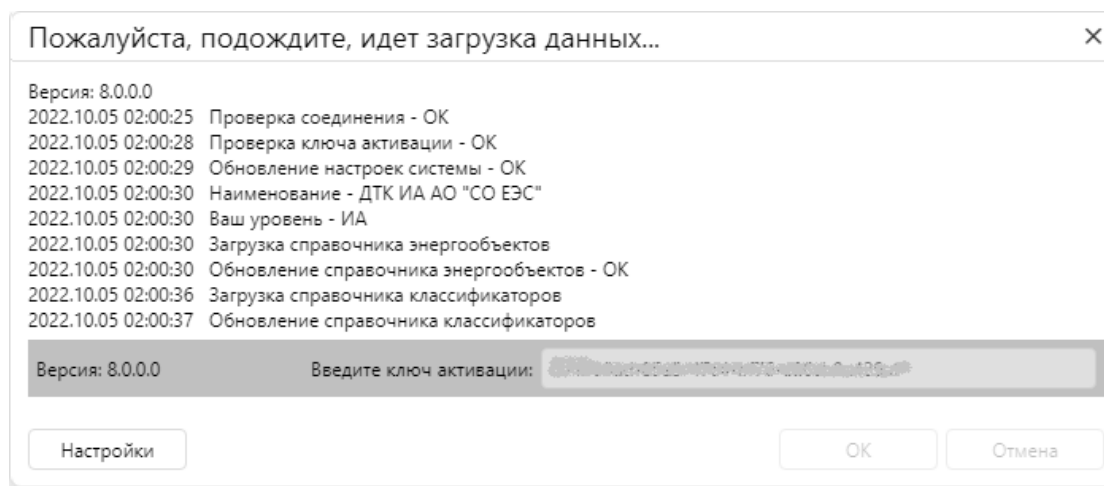 Пожалуйста, подождите, идет загрузка данных...
Версия: 8.0.0.0
2022.10.05 02:00:25 Проверка соединения - ОК
2022.10.05 02:00:28 Проверка ключа активации - ОК
2022.10.05 02:00:29 Обновление настроек системы - ОК
2022.10.05 02:00:30 Наименование - ДТК ИА АО "СО ЕЭС"
2022.10.05 02:00:30 Ваш уровень - ИА
2022.10.05 02:00:30 Загрузка справочника энергообъектов
2022.10.05 02:00:30 Обновление справочника энергообъектов - ОК
2022.10.05 02:00:36 Загрузка справочника классификаторов
2022.10.05 02:00:37 Обновление справочника классификаторов
Версия: 8.0.0.0 Введите ключ активации:
Настройки ОК Отмена